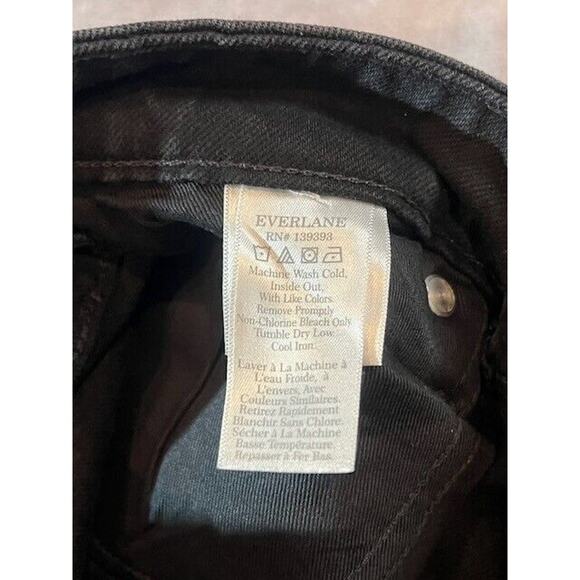 EVERLANE
RN# 139393
Machine Wash Cold,
Inside Out,
With Like Colors.
Remove Promptly
Non-Chlorine Bleach Only
Tumble Dry Low.
Cool Iron.
Laver à La Machine à
L'eau Froide, à
L'envers, Avec
Couleurs Similaires.
Retirez Rapidement
Blanchir Sans Chlore.
Sécher à La Machine
Basse Température.
Repasser à Fer Bas.